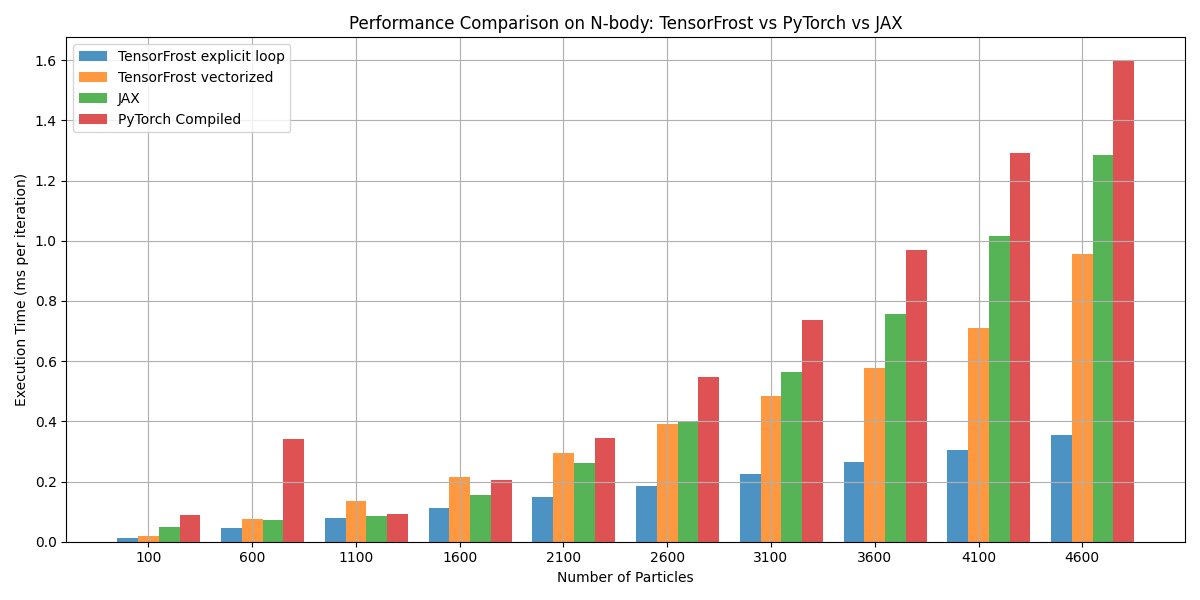 Performance Comparison on N-body: TensorFrost vs PyTorch vs JAX
TensorFrost explicit loop
TensorFrost vectorized
JAX
PyTorch Compiled
Execution Time (ms per iteration)
1.6
1.4
1.2
1.0
0.8
0.6
0.4
0.2
0.0
100 600 1100 1600 2100 2600 3100 3600 4100 4600
Number of Particles